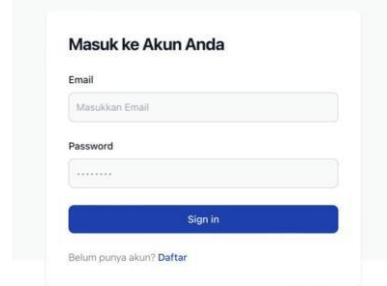 Masuk ke Akun Anda
Email
Masukkan Email
Password
········
Sign in
Belum punya akun? Daftar